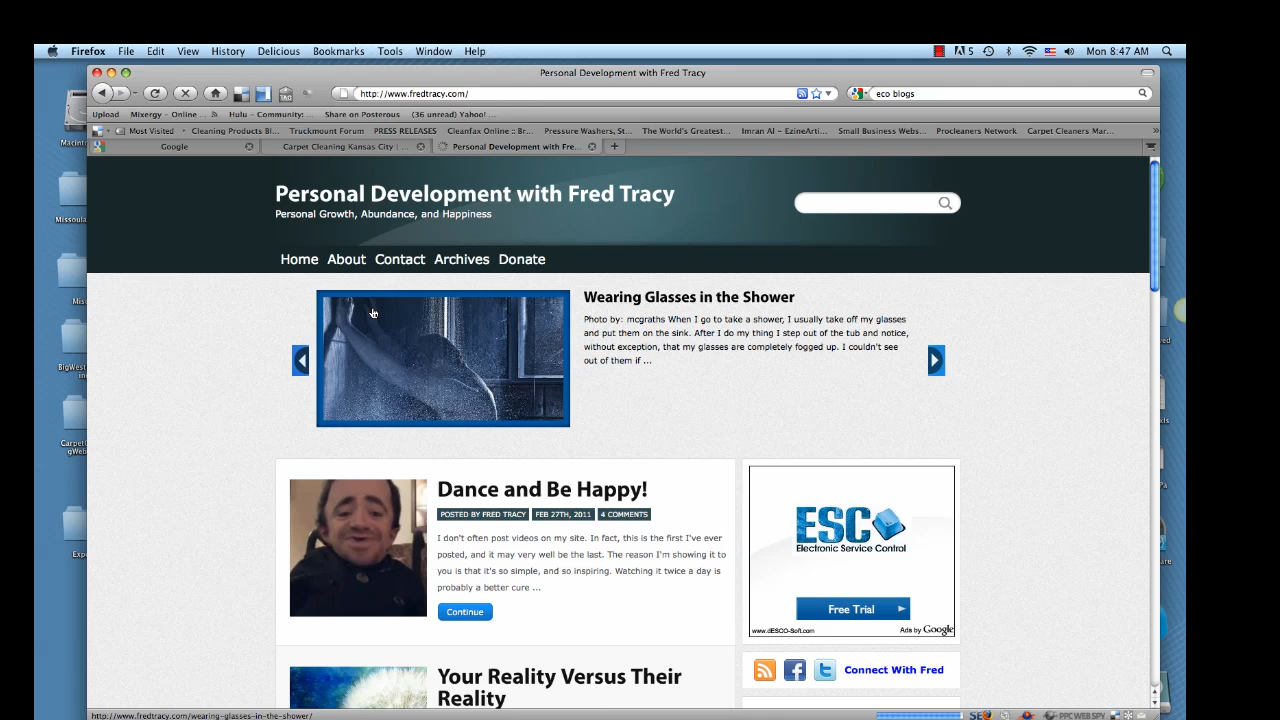 Firefox File Edit View History Delicious Bookmarks Tools Window Help
5 Mon 8:47 AM
Personal Development with Fred Tracy
http://www.fredtracy.com/
eco blogs
Upload Mixergy – Online ... Hulu – Community: ... Share on Posterous (36 unread) Yahoo! ...
Most Visited Cleaning Products Bl... Truckmount Forum PRESS RELEASES Cleanfax Online :: Br... Pressure Washers, St... The World's Greatest... Imran Al – EzineArti... Small Business Webs... Procleaners Network Carpet Cleaners Mar...
Google Carpet Cleaning Kansas City | ... Personal Development with Fre...
Personal Development with Fred Tracy
Personal Growth, Abundance, and Happiness
Home About Contact Archives Donate
Wearing Glasses in the Shower
Photo by: mcgraths When I go to take a shower, I usually take off my glasses
and put them on the sink. After I do my thing I step out of the tub and notice,
without exception, that my glasses are completely fogged up. I couldn't see
out of them if ...
Dance and Be Happy!
POSTED BY FRED TRACY FEB 27TH, 2011 4 COMMENTS
I don't often post videos on my site. In fact, this is the first I've ever
posted, and it may very well be the last. The reason I'm showing it to
you is that it's so simple, and so inspiring. Watching it twice a day is
probably a better cure ...
Continue
ESC
Electronic Service Control
Free Trial
www.dESCO-Soft.com Ads by Google
Connect With Fred
Your Reality Versus Their
Reality
http://www.fredtracy.com/wearing-glasses-in-the-shower/
PPC WEB SPY